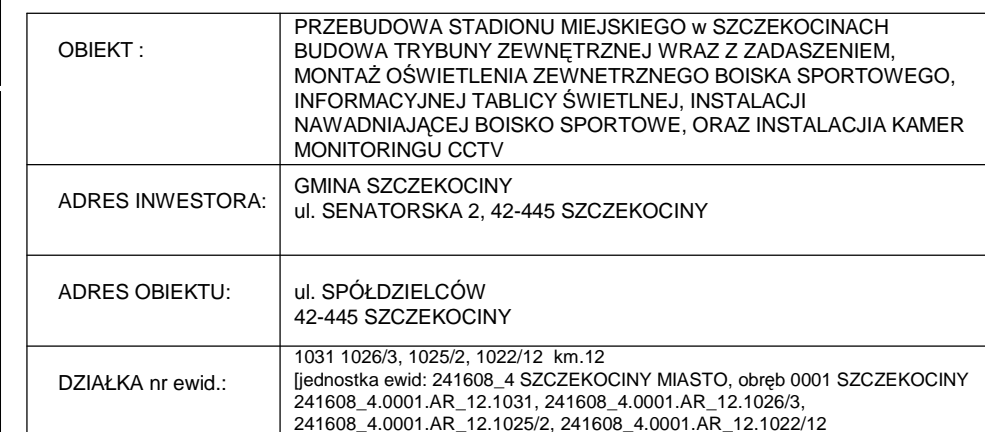 OBIEKT :
PRZEBUDOWA STADIONU MIEJSKIEGO w SZCZEKOCINACH
BUDOWA TRYBUNY ZEWNĘTRZNEJ WRAZ Z ZADASZENIEM,
MONTAŻ OŚWIETLENIA ZEWNETRZNEGO BOISKA SPORTOWEGO,
INFORMACYJNEJ TABLICY ŚWIETLNEJ, INSTALACJI
NAWADNIAJĄCEJ BOISKO SPORTOWE, ORAZ INSTALACJIA KAMER
MONITORINGU CCTV
ADRES INWESTORA:
GMINA SZCZEKOCINY
ul. SENATORSKA 2, 42-445 SZCZEKOCINY
ADRES OBIEKTU:
ul. SPÓŁDZIELCÓW
42-445 SZCZEKOCINY
DZIAŁKA nr ewid.:
1031 1026/3, 1025/2, 1022/12 km.12
[jednostka ewid: 241608_4 SZCZEKOCINY MIASTO, obręb 0001 SZCZEKOCINY
241608_4.0001.AR_12.1031, 241608_4.0001.AR_12.1026/3,
241608_4.0001.AR_12.1025/2, 241608_4.0001.AR_12.1022/12